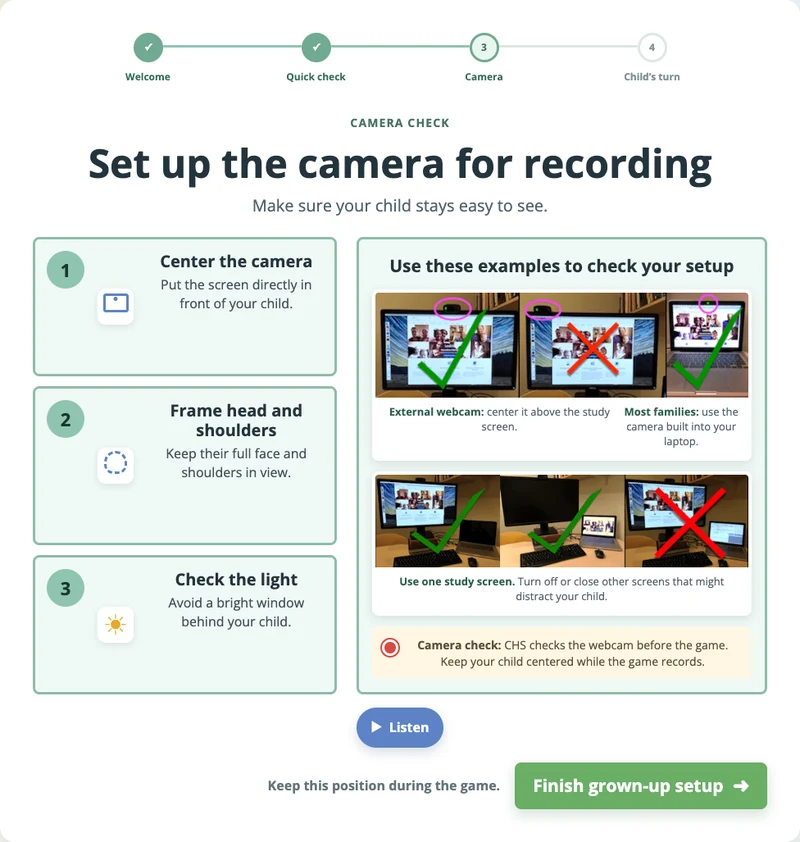 ✓
✓
3
4
Welcome
Quick check
Camera
Child's turn
CAMERA CHECK
Set up the camera for recording
Make sure your child stays easy to see.
1
Center the camera
Put the screen directly in
front of your child.
2
Frame head and
shoulders
Keep their full face and
shoulders in view.
3
Check the light
Avoid a bright window
behind your child.
Use these examples to check your setup
External webcam: center it above the study
screen.
Most families: use the
camera built into your
laptop.
Use one study screen. Turn off or close other screens that might
distract your child.
Camera check: CHS checks the webcam before the game.
Keep your child centered while the game records.
Listen
Keep this position during the game.
Finish grown-up setup ➜